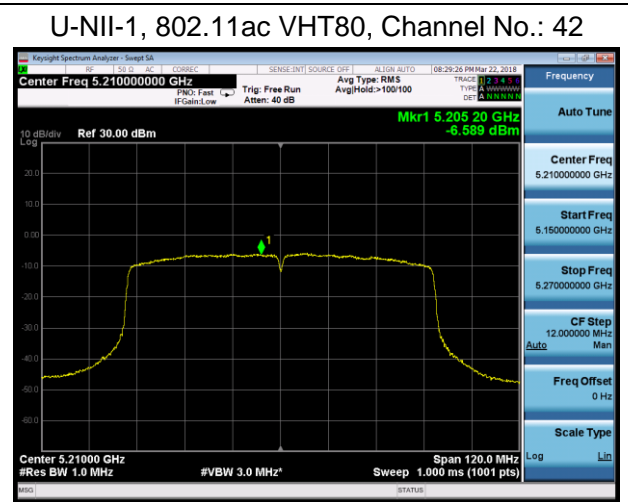 U-NII-1, 802.11ac VHT80, Channel No.: 42
Keysight Spectrum Analyzer - Swept SA
RF 50 Ω AC CORREC SENSE:INT SOURCE OFF ALIGN AUTO 08:29:26 PM Mar 22, 2018
Center Freq 5.210000000 GHz
PNO: Fast
IFGain:Low
Trig: Free Run
Atten: 40 dB
Avg Type: RMS
Avg|Hold:>100/100
TRACE 1 2 3 4 5 6
TYPE A WWWWW
DET A N N N N N
Frequency
Mkr1 5.205 20 GHz
-6.589 dBm
10 dB/div
Log
Ref 30.00 dBm
20.0
10.0
0.00
-10.0
-20.0
-30.0
-40.0
-50.0
-60.0
1
Center 5.21000 GHz
#Res BW 1.0 MHz
#VBW 3.0 MHz*
Span 120.0 MHz
Sweep 1.000 ms (1001 pts)
Auto Tune
Center Freq
5.210000000 GHz
Start Freq
5.150000000 GHz
Stop Freq
5.270000000 GHz
CF Step
12.000000 MHz
Auto Man
Freq Offset
0 Hz
Scale Type
Log Lin
MSG STATUS